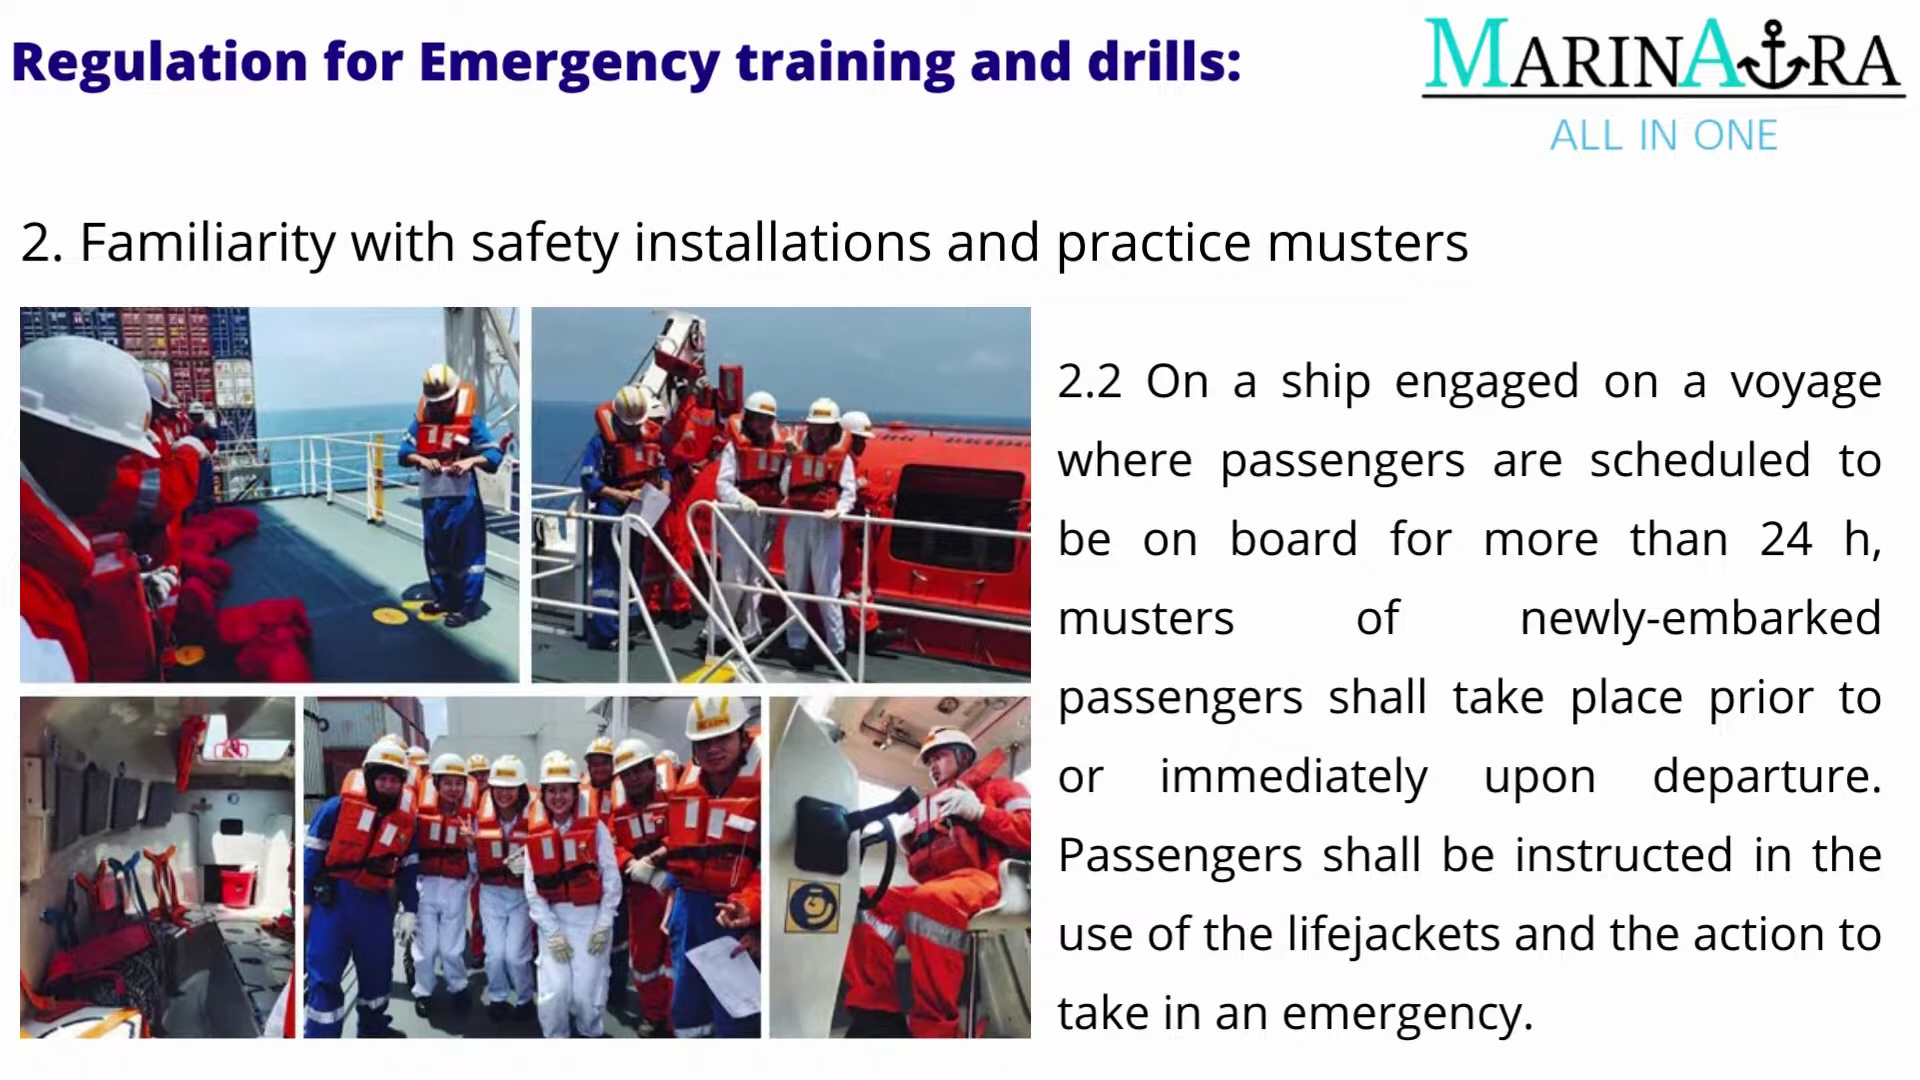 Regulation for Emergency training and drills:
MARINAURA
ALL IN ONE
2. Familiarity with safety installations and practice musters
2.2 On a ship engaged on a voyage
where passengers are scheduled to
be on board for more than 24 h,
musters of newly-embarked
passengers shall take place prior to
or immediately upon departure.
Passengers shall be instructed in the
use of the lifejackets and the action to
take in an emergency.